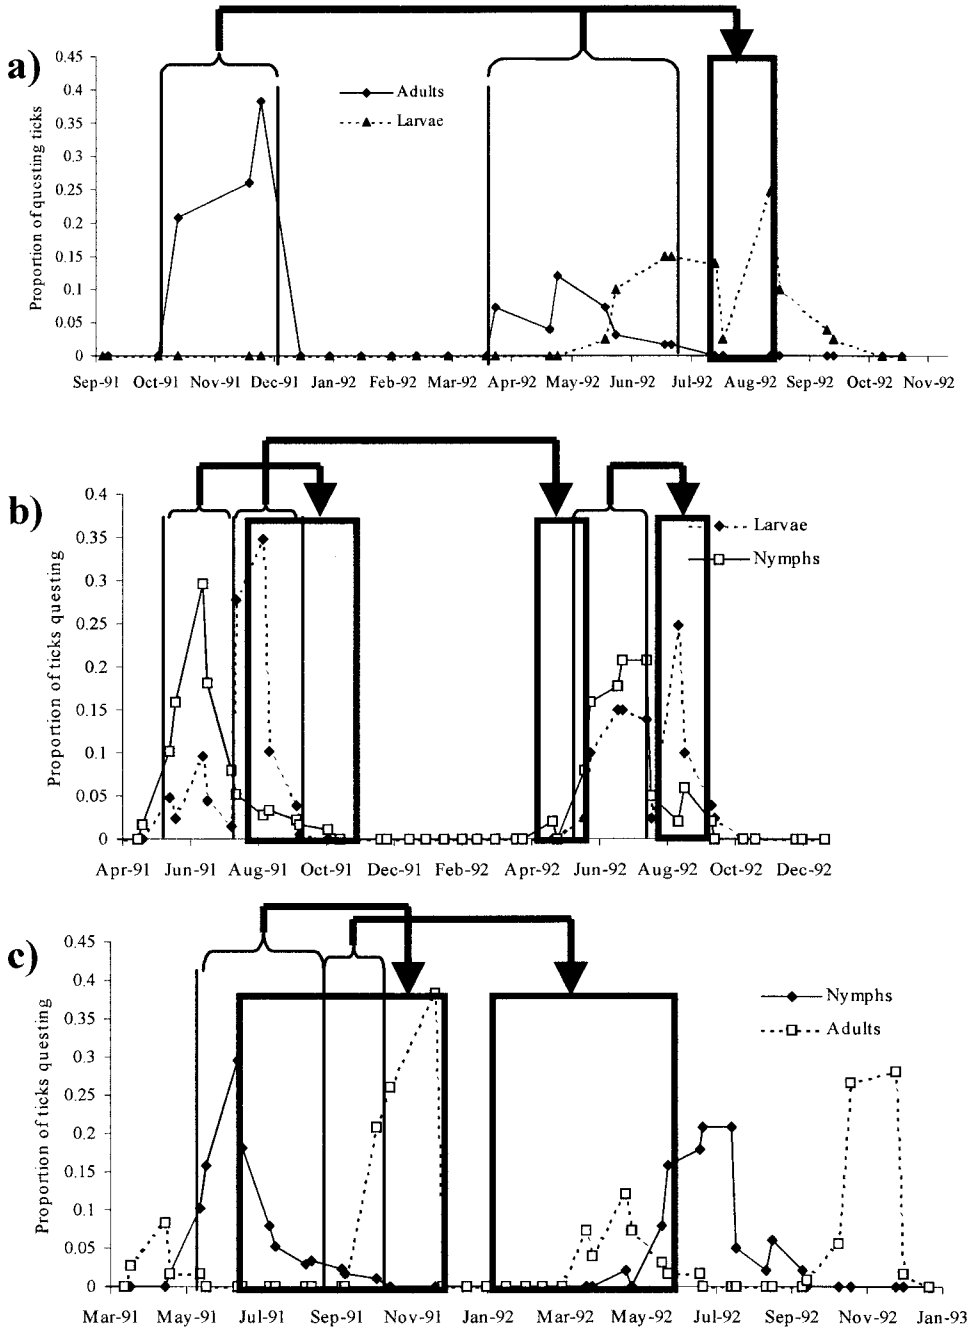 a)
0.45
0.4
0.35
0.3
0.25
0.2
0.15
0.1
0.05
0
Proportion of questing ticks
Adults
Larvae
Sep-91 Oct-91 Nov-91 Dec-91 Jan-92 Feb-92 Mar-92 Apr-92 May-92 Jun-92 Jul-92 Aug-92 Sep-92 Oct-92 Nov-92
b)
0.4
0.35
0.3
0.25
0.2
0.15
0.1
0.05
0
Proportion of ticks questing
Larvae
Nymphs
Apr-91 Jun-91 Aug-91 Oct-91 Dec-91 Feb-92 Apr-92 Jun-92 Aug-92 Oct-92 Dec-92
c)
0.45
0.4
0.35
0.3
0.25
0.2
0.15
0.1
0.05
0
Proportion of ticks questing
Nymphs
Adults
Mar-91 May-91 Jul-91 Sep-91 Nov-91 Jan-92 Mar-92 May-92 Jul-92 Sep-92 Nov-92 Jan-93